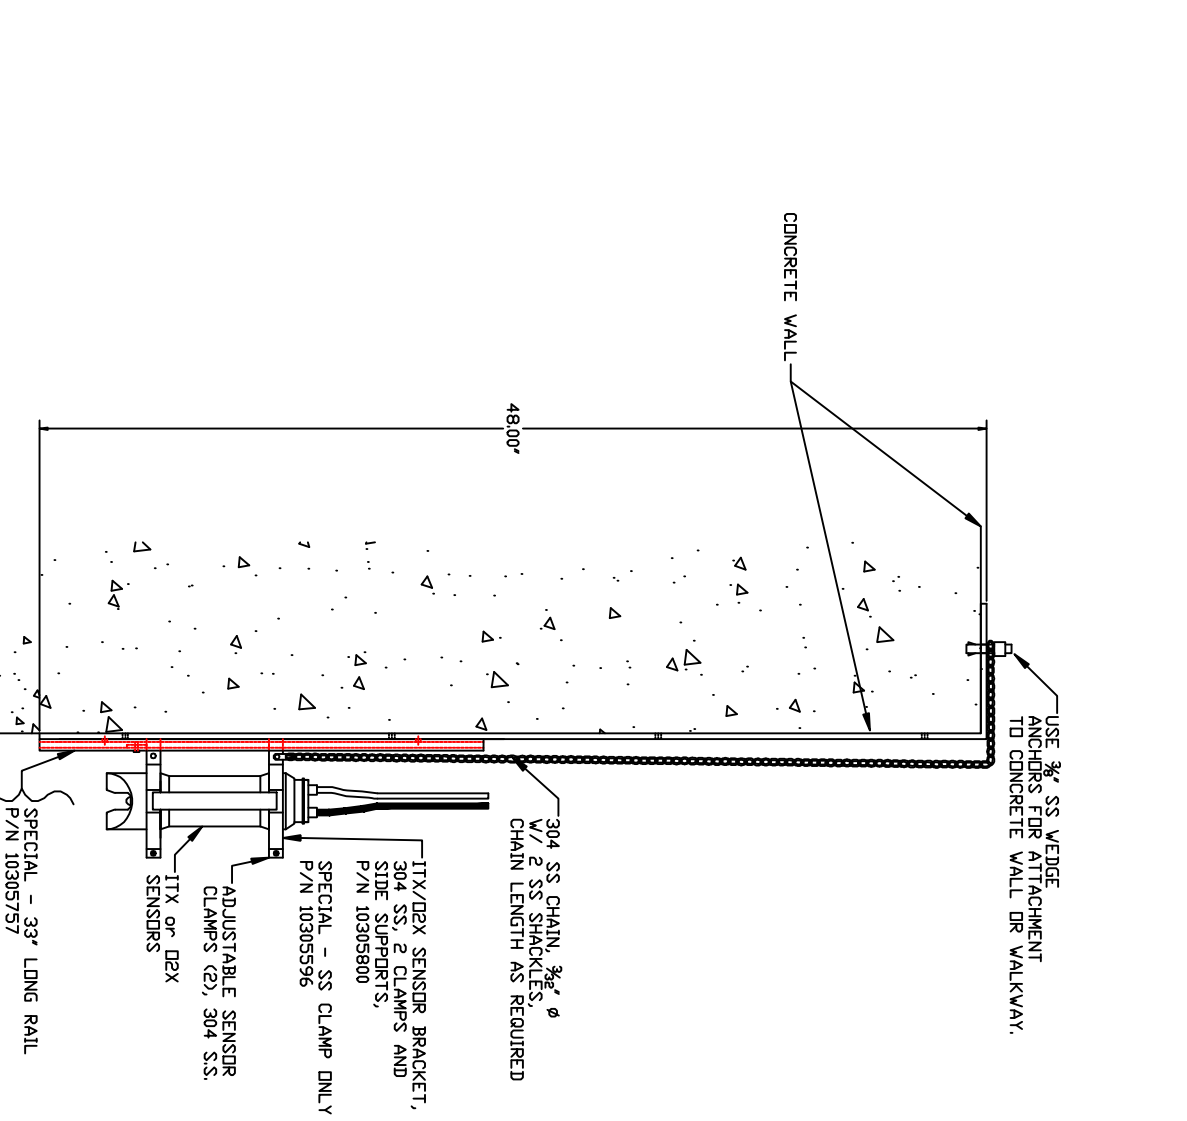 CONCRETE WALL
48.00"
USE ⅜" SS WEDGE
ANCHORS FOR ATTACHMENT
TO CONCRETE WALL OR WALKWAY.
304 SS CHAIN, 9/32" Ø
W/ 2 SS SHACKLES,
CHAIN LENGTH AS REQUIRED
ITX/O2X SENSOR BRACKET,
304 SS, 2 CLAMPS AND
SIDE SUPPORTS,
P/N 10305800
SPECIAL - SS CLAMP ONLY
P/N 10305596
ADJUSTABLE SENSOR
CLAMPS (2), 304 S.S.
ITX or O2X
SENSORS
SPECIAL - 33" LONG RAIL
P/N 10305757